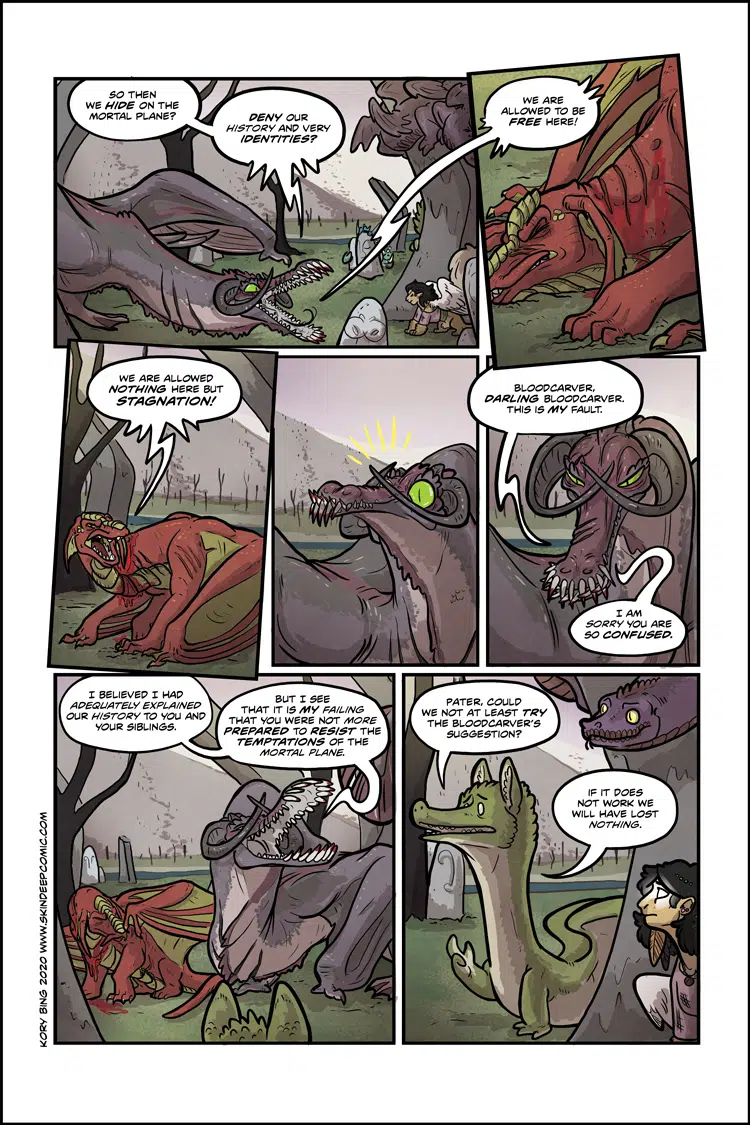 SO THEN
WE HIDE ON THE
MORTAL PLANE?
DENY OUR
HISTORY AND VERY
IDENTITIES?
WE ARE
ALLOWED TO BE
FREE HERE!
WE ARE ALLOWED
NOTHING HERE BUT
STAGNATION!
BLOODCARVER,
DARLING BLOODCARVER.
THIS IS MY FAULT.
I AM
SORRY YOU ARE
SO CONFUSED.
I BELIEVED I HAD
ADEQUATELY EXPLAINED
OUR HISTORY TO YOU AND
YOUR SIBLINGS.
BUT I SEE
THAT IT IS MY FAILING
THAT YOU WERE NOT MORE
PREPARED TO RESIST THE
TEMPTATIONS OF THE
MORTAL PLANE.
PATER, COULD
WE NOT AT LEAST TRY
THE BLOODCARVER'S
SUGGESTION?
IF IT DOES
NOT WORK WE
WILL HAVE LOST
NOTHING.
KORY BING 2020 WWW.SKINDEEPCOMIC.COM